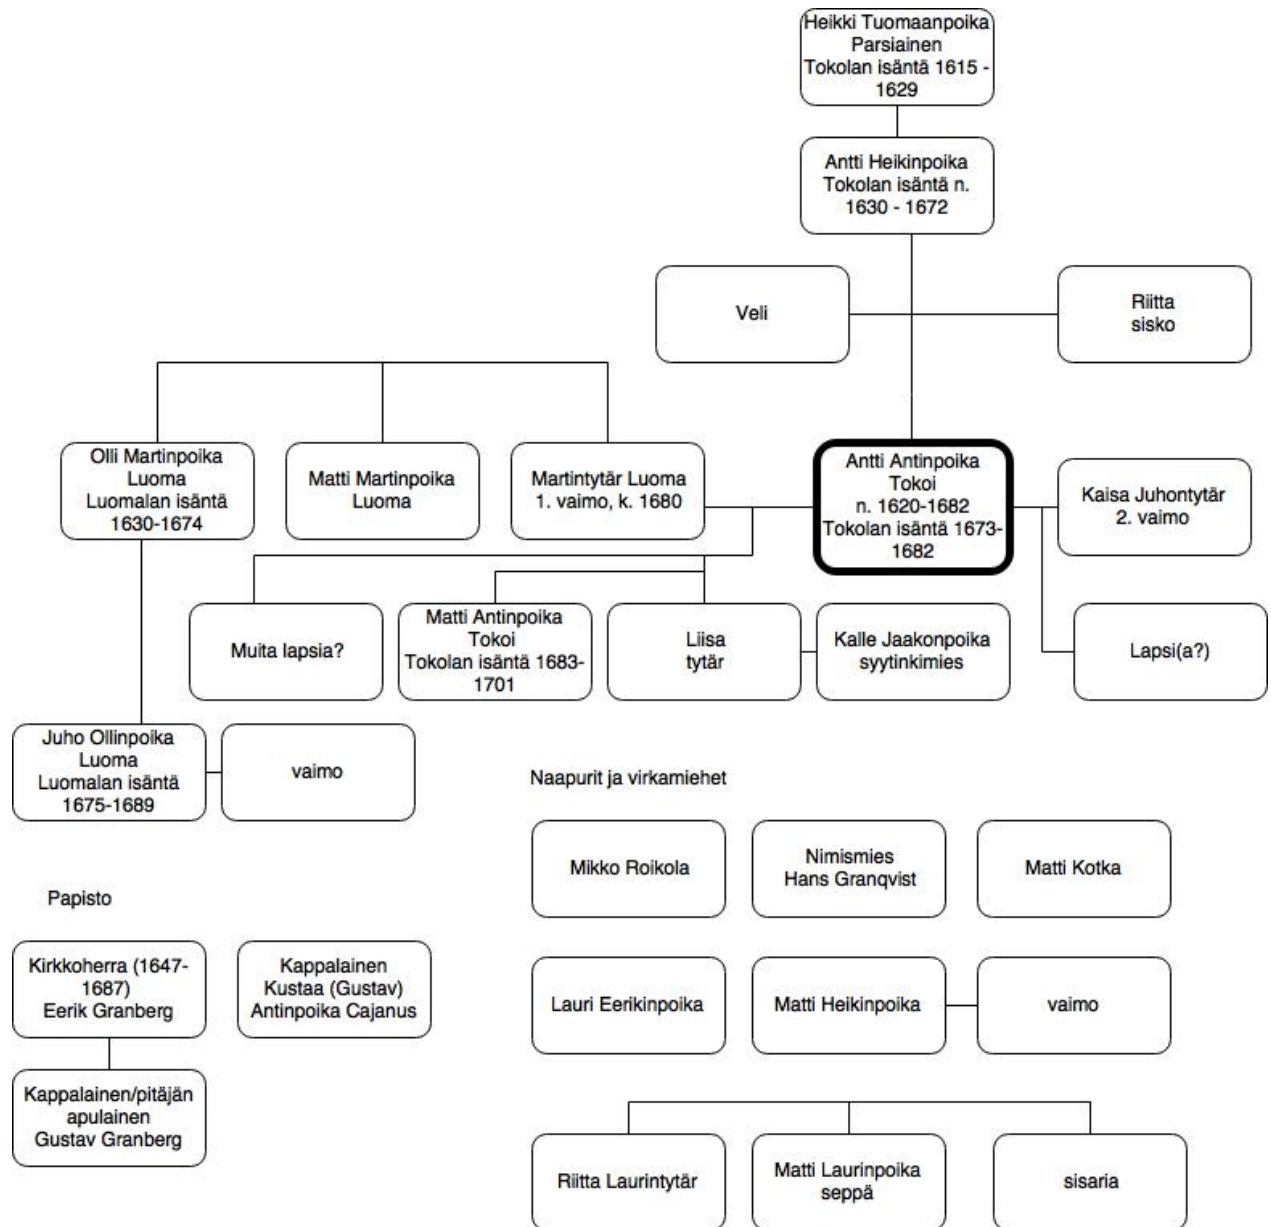 Heikki Tuomaanpoika
Parsiainen
Tokolan isäntä 1615 -
1629
Antti Heikinpoika
Tokolan isäntä n.
1630 - 1672
Veli
Riitta
sisko
Olli Martinpoika
Luoma
Luomalan isäntä
1630-1674
Matti Martinpoika
Luoma
Martintytär Luoma
1. vaimo, k. 1680
Antti Antinpoika
Tokoi
n. 1620-1682
Tokolan isäntä 1673-
1682
Kaisa Juhontytär
2. vaimo
Muita lapsia?
Matti Antinpoika
Tokoi
Tokolan isäntä 1683-
1701
Liisa
tytär
Kalle Jaakonpoika
syytinkimies
Lapsi(a?)
Juho Ollinpoika
Luoma
Luomalan isäntä
1675-1689
vaimo
Naapurit ja virkamiehet
Mikko Roikola
Nimismies
Hans Granqvist
Matti Kotka
Papisto
Kirkkoherra (1647-
1687)
Eerik Granberg
Kappalainen
Kustaa (Gustav)
Antinpoika Cajanus
Lauri Eerikinpoika
Matti Heikinpoika
vaimo
Kappalainen/pitäjän
apulainen
Gustav Granberg
Riitta Laurintytär
Matti Laurinpoika
seppä
sisaria